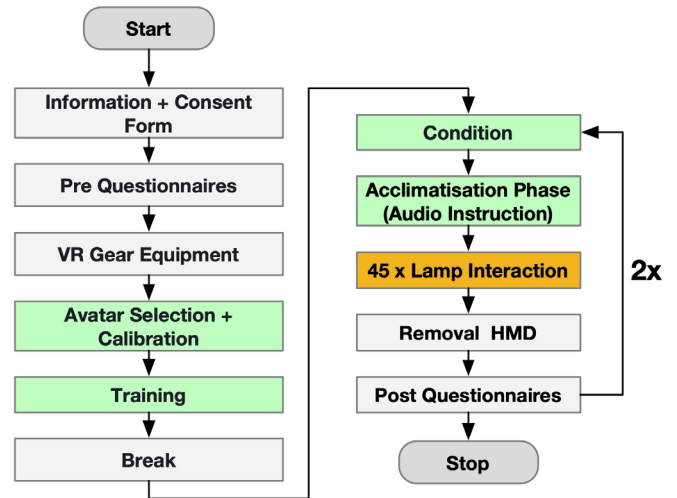 Start
Information + Consent
Form
Pre Questionnaires
VR Gear Equipment
Avatar Selection +
Calibration
Training
Break
Condition
Acclimatisation Phase
(Audio Instruction)
45 x Lamp Interaction
Removal HMD
Post Questionnaires
Stop
2x